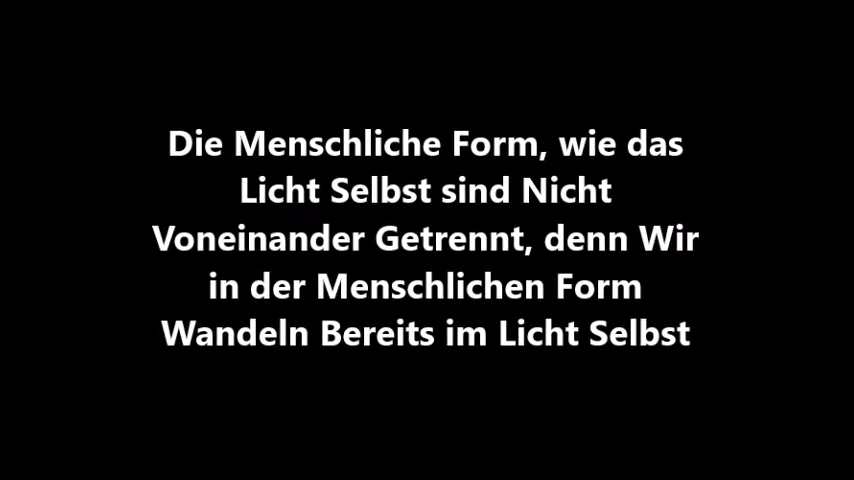 Die Menschliche Form, wie das
Licht Selbst sind Nicht
Voneinander Getrennt, denn Wir
in der Menschlichen Form
Wandeln Bereits im Licht Selbst